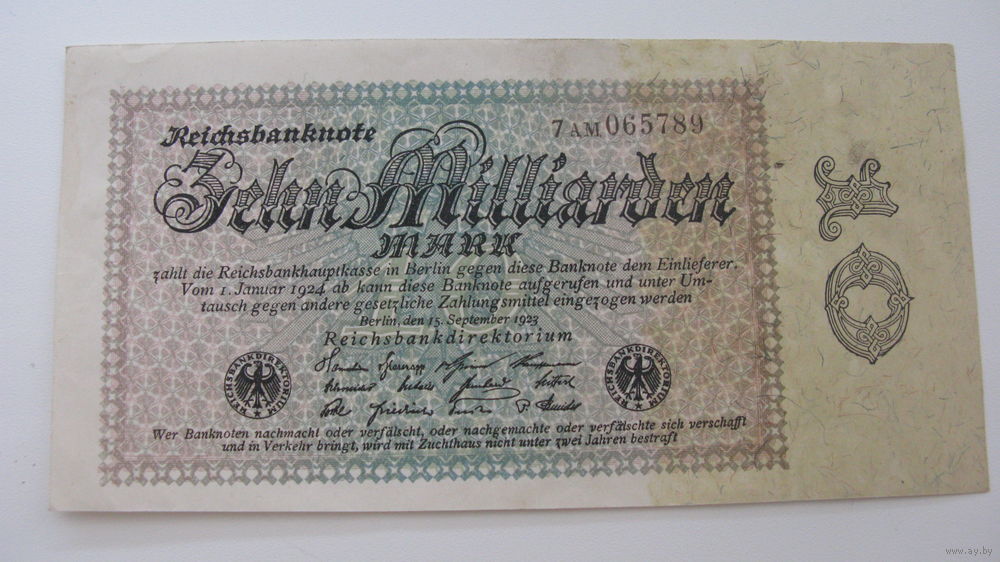 Reichsbanknote
7AM065789
Zehn Milliarden
MARK
zahlt die Reichsbankhauptkasse in Berlin gegen diese Banknote dem Einlieferer.
Vom 1. Januar 1924 ab kann diese Banknote aufgerufen und unter Um-
tausch gegen andere gesetzliche Zahlungsmittel eingezogen werden
Berlin, den 15. September 1923
Reichsbankdirektorium
REICHSBANKDIREKTORIUM
REICHSBANKDIREKTORIUM
Wer Banknoten nachmacht oder verfälscht, oder nachgemachte oder verfälschte sich verschafft
und in Verkehr bringt, wird mit Zuchthaus nicht unter zwei Jahren bestraft
10
www.ay.by